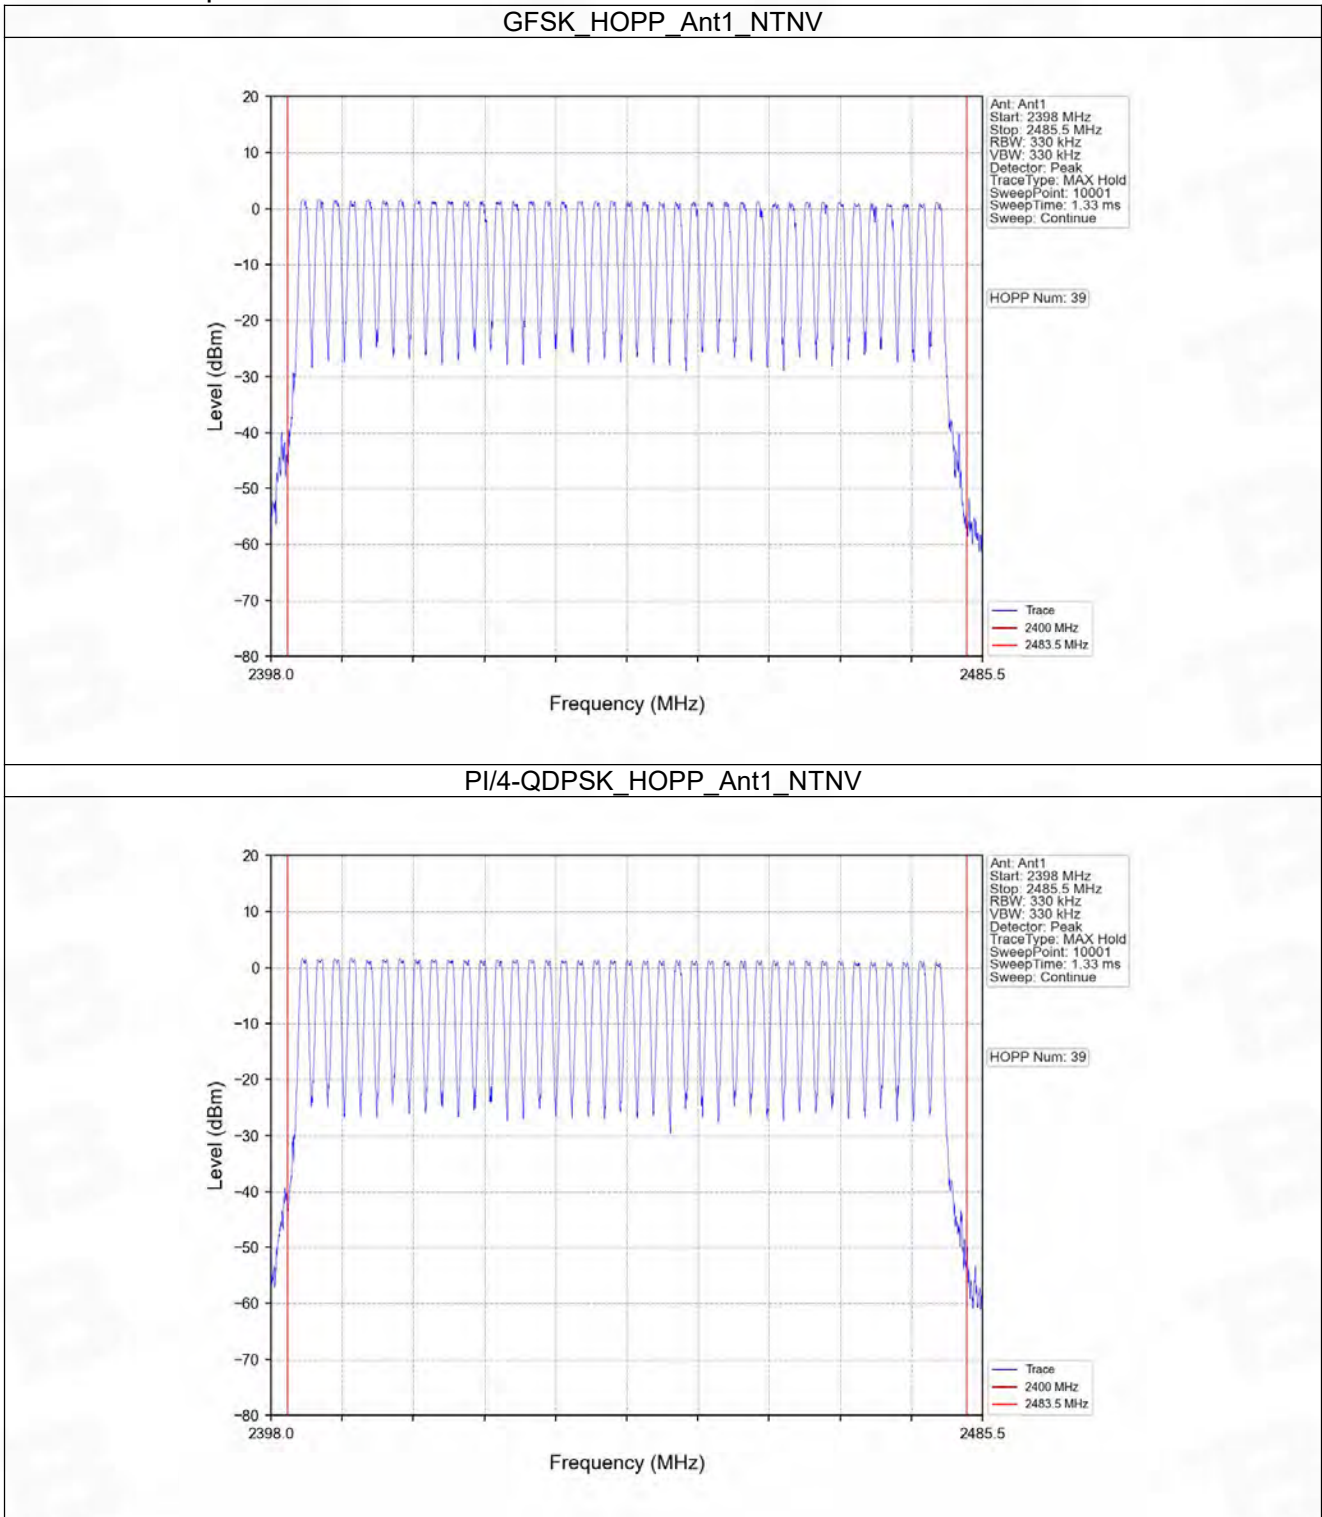 GFSK_HOPP_Ant1_NTNV
20
10
0
−10
−20
−30
−40
−50
−60
−70
−80
Level (dBm)
2398.0
2485.5
Frequency (MHz)
Ant: Ant1
Start: 2398 MHz
Stop: 2485.5 MHz
RBW: 330 kHz
VBW: 330 kHz
Detector: Peak
TraceType: MAX Hold
SweepPoint: 10001
SweepTime: 1.33 ms
Sweep: Continue
HOPP Num: 39
Trace
2400 MHz
2483.5 MHz
PI/4-QDPSK_HOPP_Ant1_NTNV
20
10
0
−10
−20
−30
−40
−50
−60
−70
−80
Level (dBm)
2398.0
2485.5
Frequency (MHz)
Ant: Ant1
Start: 2398 MHz
Stop: 2485.5 MHz
RBW: 330 kHz
VBW: 330 kHz
Detector: Peak
TraceType: MAX Hold
SweepPoint: 10001
SweepTime: 1.33 ms
Sweep: Continue
HOPP Num: 39
Trace
2400 MHz
2483.5 MHz